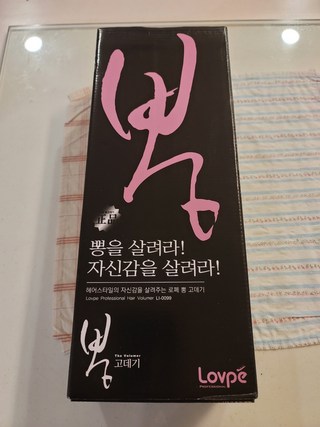 뽕
正品
뽕을 살려라!
자신감을 살려라!
헤어스타일의 자신감을 살려주는 로페 뽕 고데기
Lovpe Professional Hair Volumer LI-009B
뽕
The Volumer
고데기
Lovpé